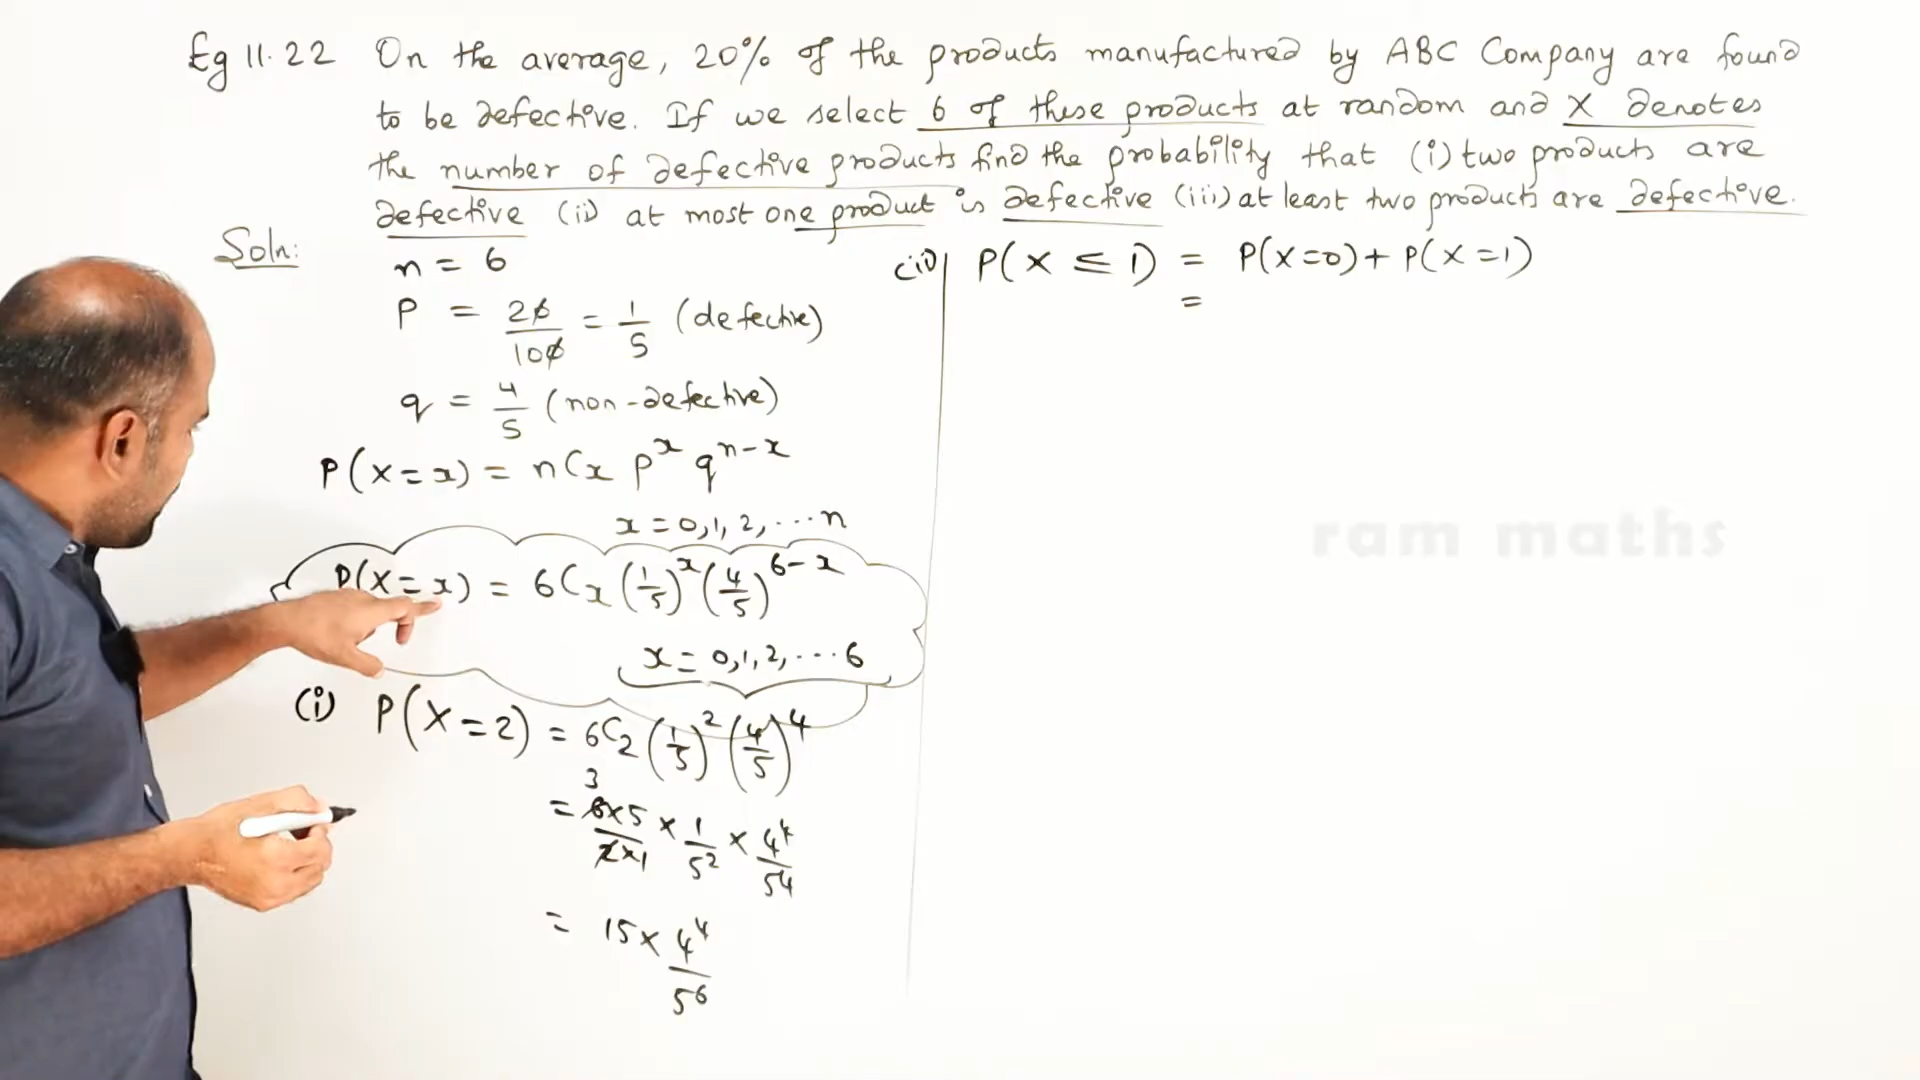 Eg 11.22 On the average, 20% of the products manufactured by ABC Company are found
to be defective. If we select 6 of these products at random and X denotes
the number of defective products find the probability that (i) two products are
defective (ii) at most one product is defective (iii) at least two products are defective.
Soln:
n = 6
P = 20/100 = 1/5 (defective)
q = 4/5 (non-defective)
P(X=x) = nCx p^x q^(n-x)
x = 0,1,2,...n
P(X=x) = 6Cx (1/5)^x (4/5)^(6-x)
x = 0,1,2,...6
(i) P(X=2) = 6C2 (1/5)^2 (4/5)^4
3
= 6×5/2×1 × 1/5^2 × 4^4/5^4
= 15 × 4^4/5^6
(ii) P(X ≤ 1) = P(X=0) + P(X=1)
=
ram maths